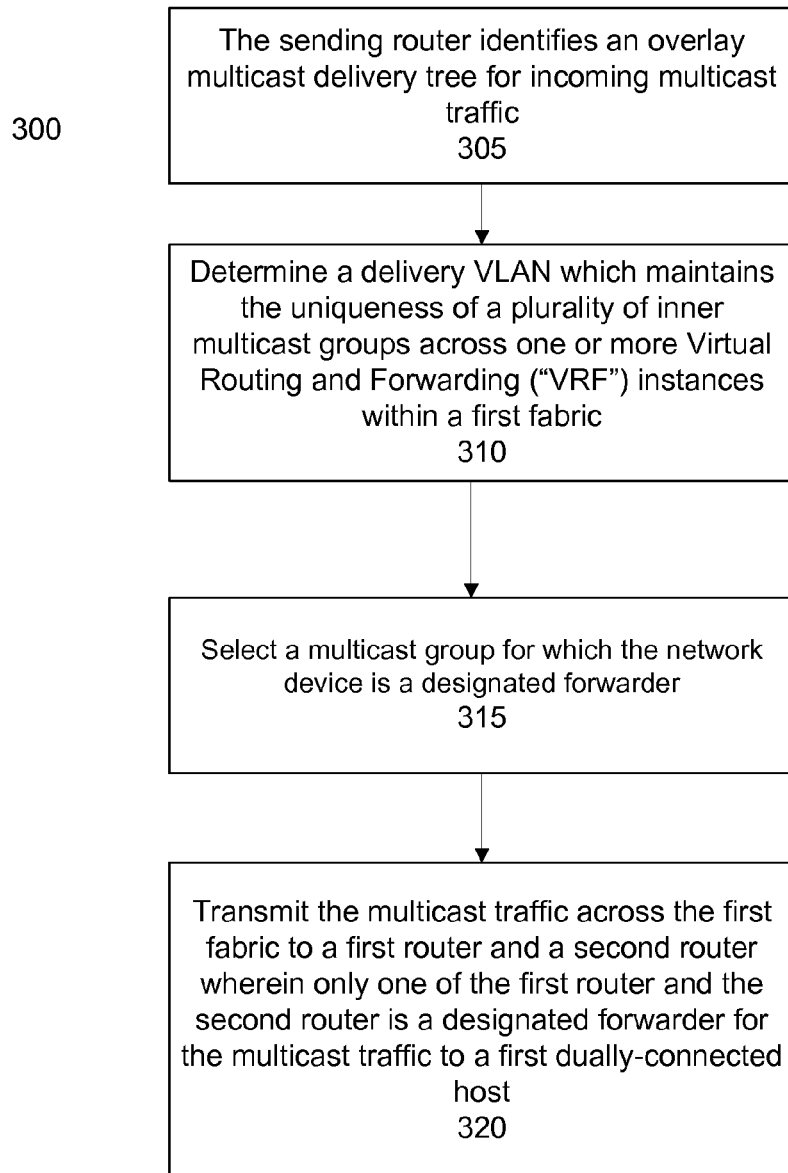 The sending router identifies an overlay
multicast delivery tree for incoming multicast
traffic
305
300
Determine a delivery VLAN which maintains
the uniqueness of a plurality of inner
multicast groups across one or more Virtual
Routing and Forwarding (“VRF”) instances
within a first fabric
310
Select a multicast group for which the network
device is a designated forwarder
315
Transmit the multicast traffic across the first
fabric to a first router and a second router
wherein only one of the first router and the
second router is a designated forwarder for
the multicast traffic to a first dually-connected
host
320